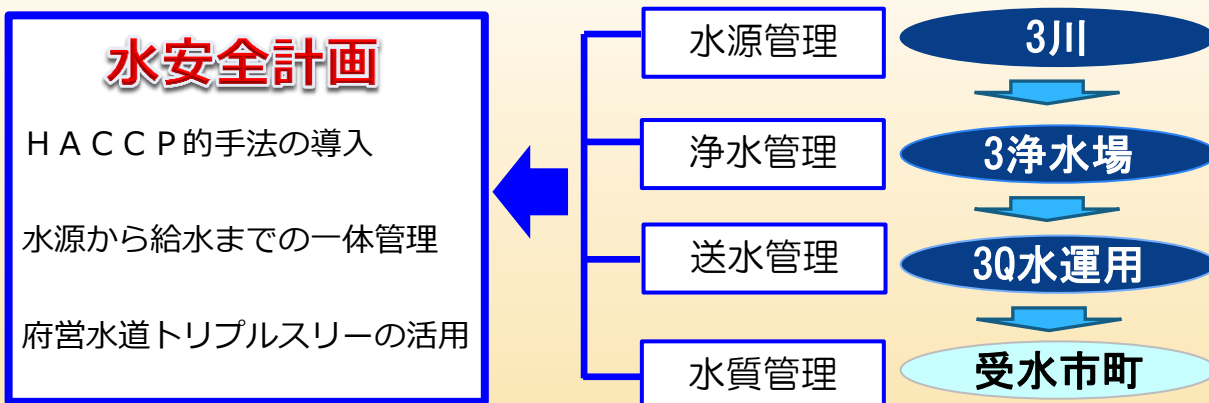 水安全計画
ＨＡＣＣＰ的手法の導入
水源から給水までの一体管理
府営水道トリプルスリーの活用
水源管理
浄水管理
送水管理
水質管理
3川
3浄水場
3Q水運用
受水市町